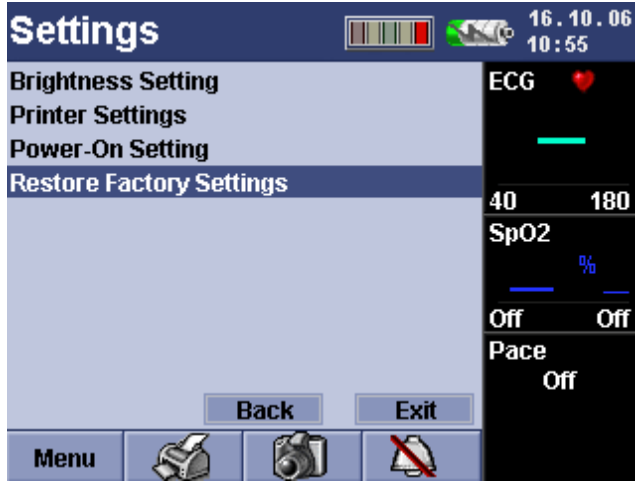 Settings
16.10.06
10:55
Brightness Setting
Printer Settings
Power-On Setting
Restore Factory Settings
Back
Exit
Menu
ECG
40 180
SpO2
%
Off Off
Pace
Off